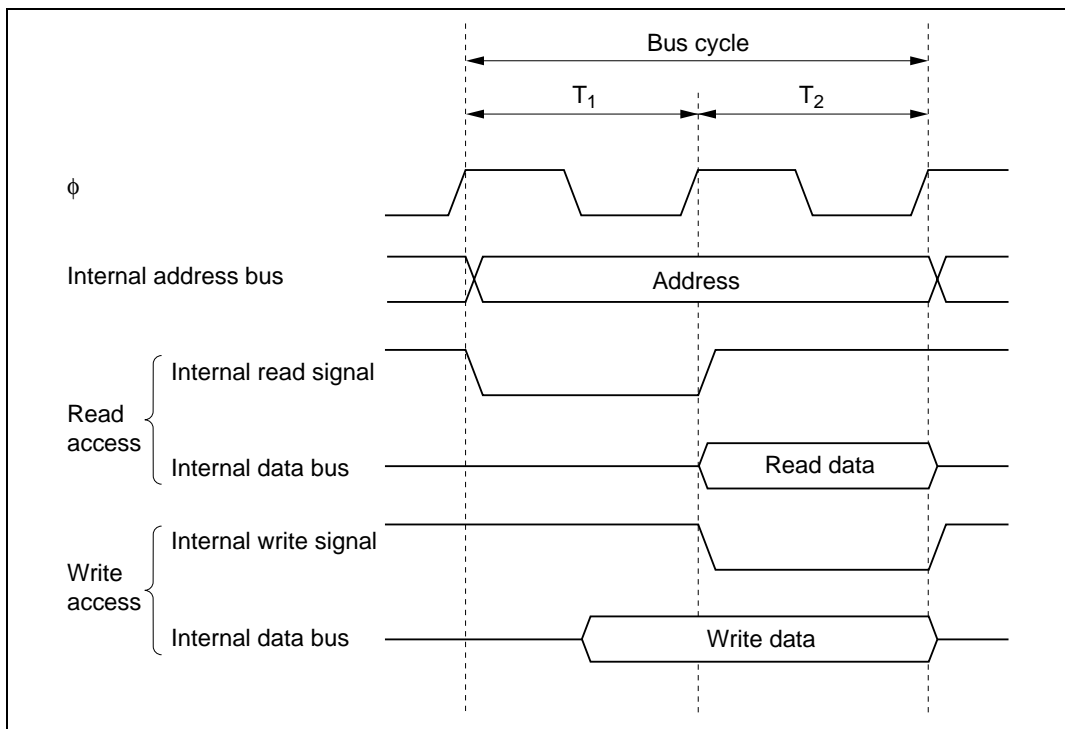 Bus cycle
T₁ T₂
ϕ
Internal address bus
Address
Read access
Internal read signal
Internal data bus
Read data
Write access
Internal write signal
Internal data bus
Write data